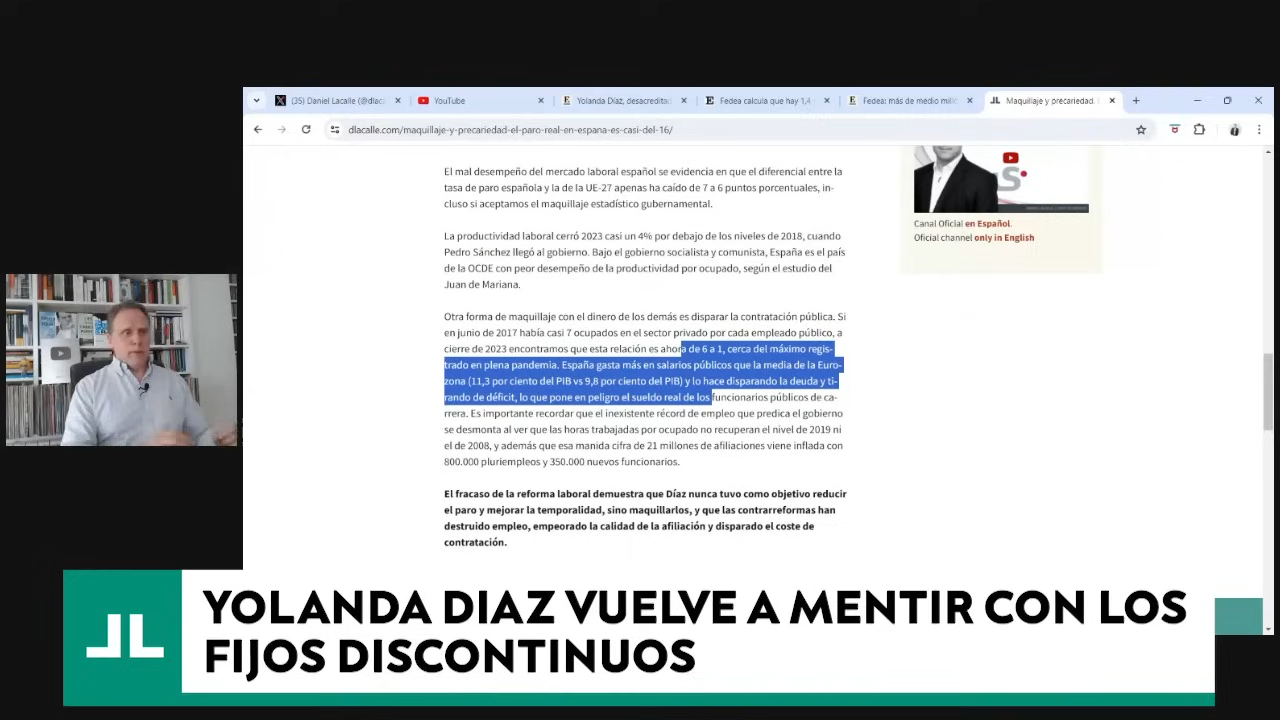 (35) Daniel Lacalle (@dlac
YouTube
Yolanda Díaz, desacredita
Fedea calcula que hay 1,4
Fedea: más de medio mill
Maquillaje y precariedad.
dlacalle.com/maquillaje-y-precariedad-el-paro-real-en-espana-es-casi-del-16/
El mal desempeño del mercado laboral español se evidencia en que el diferencial entre la
tasa de paro española y la de la UE-27 apenas ha caído de 7 a 6 puntos porcentuales, in-
cluso si aceptamos el maquillaje estadístico gubernamental.
La productividad laboral cerró 2023 casi un 4% por debajo de los niveles de 2018, cuando
Pedro Sánchez llegó al gobierno. Bajo el gobierno socialista y comunista, España es el país
de la OCDE con peor desempeño de la productividad por ocupado, según el estudio del
Juan de Mariana.
Otra forma de maquillaje con el dinero de los demás es disparar la contratación pública. Si
en junio de 2017 había casi 7 ocupados en el sector privado por cada empleado público, a
cierre de 2023 encontramos que esta relación es ahora de 6 a 1, cerca del máximo regis-
trado en plena pandemia. España gasta más en salarios públicos que la media de la Euro-
zona (11,3 por ciento del PIB vs 9,8 por ciento del PIB) y lo hace disparando la deuda y ti-
rando de déficit, lo que pone en peligro el sueldo real de los funcionarios públicos de ca-
rrera. Es importante recordar que el inexistente récord de empleo que predica el gobierno
se desmonta al ver que las horas trabajadas por ocupado no recuperan el nivel de 2019 ni
el de 2008, y además que esa manida cifra de 21 millones de afiliaciones viene inflada con
800.000 pluriempleos y 350.000 nuevos funcionarios.
El fracaso de la reforma laboral demuestra que Díaz nunca tuvo como objetivo reducir
el paro y mejorar la temporalidad, sino maquillarlos, y que las contrarreformas han
destruido empleo, empeorado la calidad de la afiliación y disparado el coste de
contratación.
Canal Oficial en Español.
Oficial channel only in English
YOLANDA DIAZ VUELVE A MENTIR CON LOS
FIJOS DISCONTINUOS